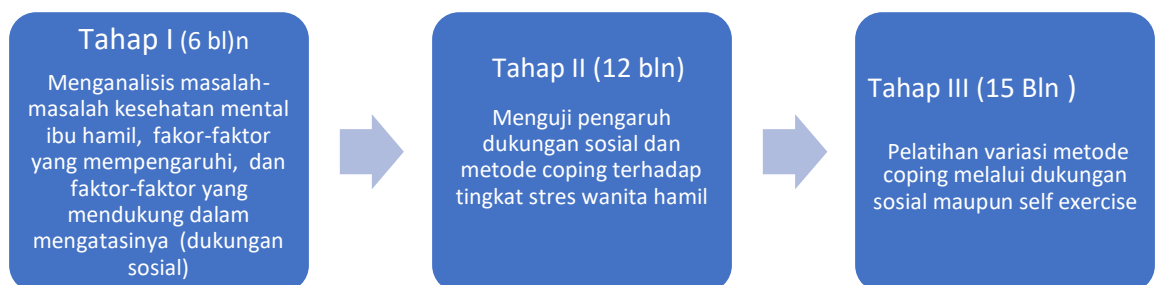 Tahap I (6 bl)n
Menganalisis masalah-
masalah kesehatan mental
ibu hamil, fakor-faktor
yang mempengaruhi, dan
faktor-faktor yang
mendukung dalam
mengatasinya (dukungan
sosial)
Tahap II (12 bln)
Menguji pengaruh
dukungan sosial dan
metode coping terhadap
tingkat stres wanita hamil
Tahap III (15 Bln )
Pelatihan variasi metode
coping melalui dukungan
sosial maupun self exercise